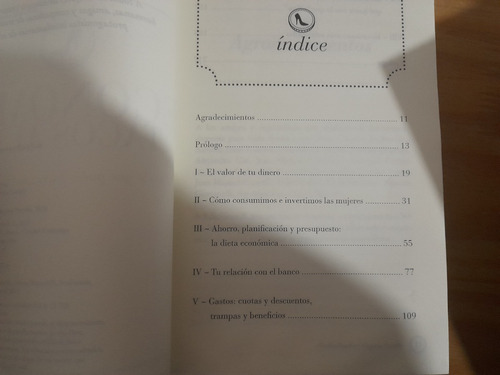 índice
Agradecimientos ........ 11
Prólogo ........ 13
I – El valor de tu dinero ........ 19
II – Cómo consumimos e invertimos las mujeres ........ 31
III – Ahorro, planificación y presupuesto:
la dieta económica ........ 55
IV – Tu relación con el banco ........ 77
V – Gastos: cuotas y descuentos,
trampas y beneficios ........ 109